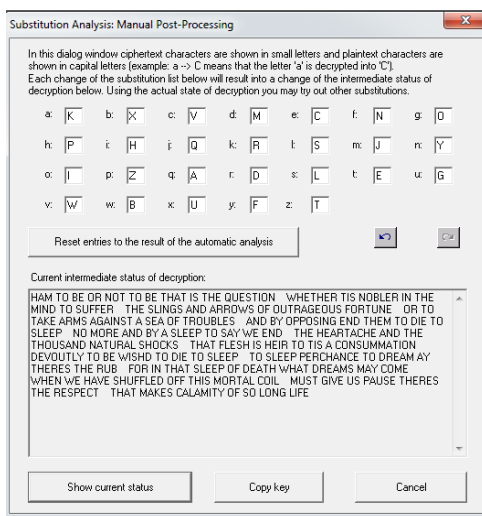 Substitution Analysis: Manual Post-Processing
In this dialog window ciphertext characters are shown in small letters and plaintext characters are
shown in capital letters (example: a --> C means that the letter 'a' is decrypted into 'C').
Each change of the substitution list below will result into a change of the intermediate status of
decryption below. Using the actual state of decryption you may try out other substitutions.
a: K b: X c: V d: M e: C f: N g: O
h: P i: H j: Q k: R l: S m: J n: Y
o: I p: Z q: A r: D s: L t: E u: G
v: W w: B x: U y: F z: T
Reset entries to the result of the automatic analysis
Current intermediate status of decryption:
HAM TO BE OR NOT TO BE THAT IS THE QUESTION WHETHER TIS NOBLER IN THE
MIND TO SUFFER THE SLINGS AND ARROWS OF OUTRAGEOUS FORTUNE OR TO
TAKE ARMS AGAINST A SEA OF TROUBLES AND BY OPPOSING END THEM TO DIE TO
SLEEP NO MORE AND BY A SLEEP TO SAY WE END THE HEARTACHE AND THE
THOUSAND NATURAL SHOCKS THAT FLESH IS HEIR TO TIS A CONSUMMATION
DEVOUTLY TO BE WISHD TO DIE TO SLEEP TO SLEEP PERCHANCE TO DREAM AY
THERES THE RUB FOR IN THAT SLEEP OF DEATH WHAT DREAMS MAY COME
WHEN WE HAVE SHUFFLED OFF THIS MORTAL COIL MUST GIVE US PAUSE THERES
THE RESPECT THAT MAKES CALAMITY OF SO LONG LIFE
Show current status Copy key Cancel